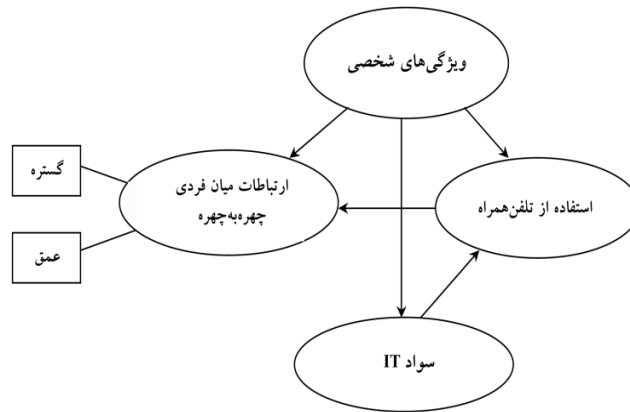 ویژگی‌های شخصی
ارتباطات میان فردی
چهره‌به‌چهره
استفاده از تلفن‌همراه
گستره
عمق
سواد IT